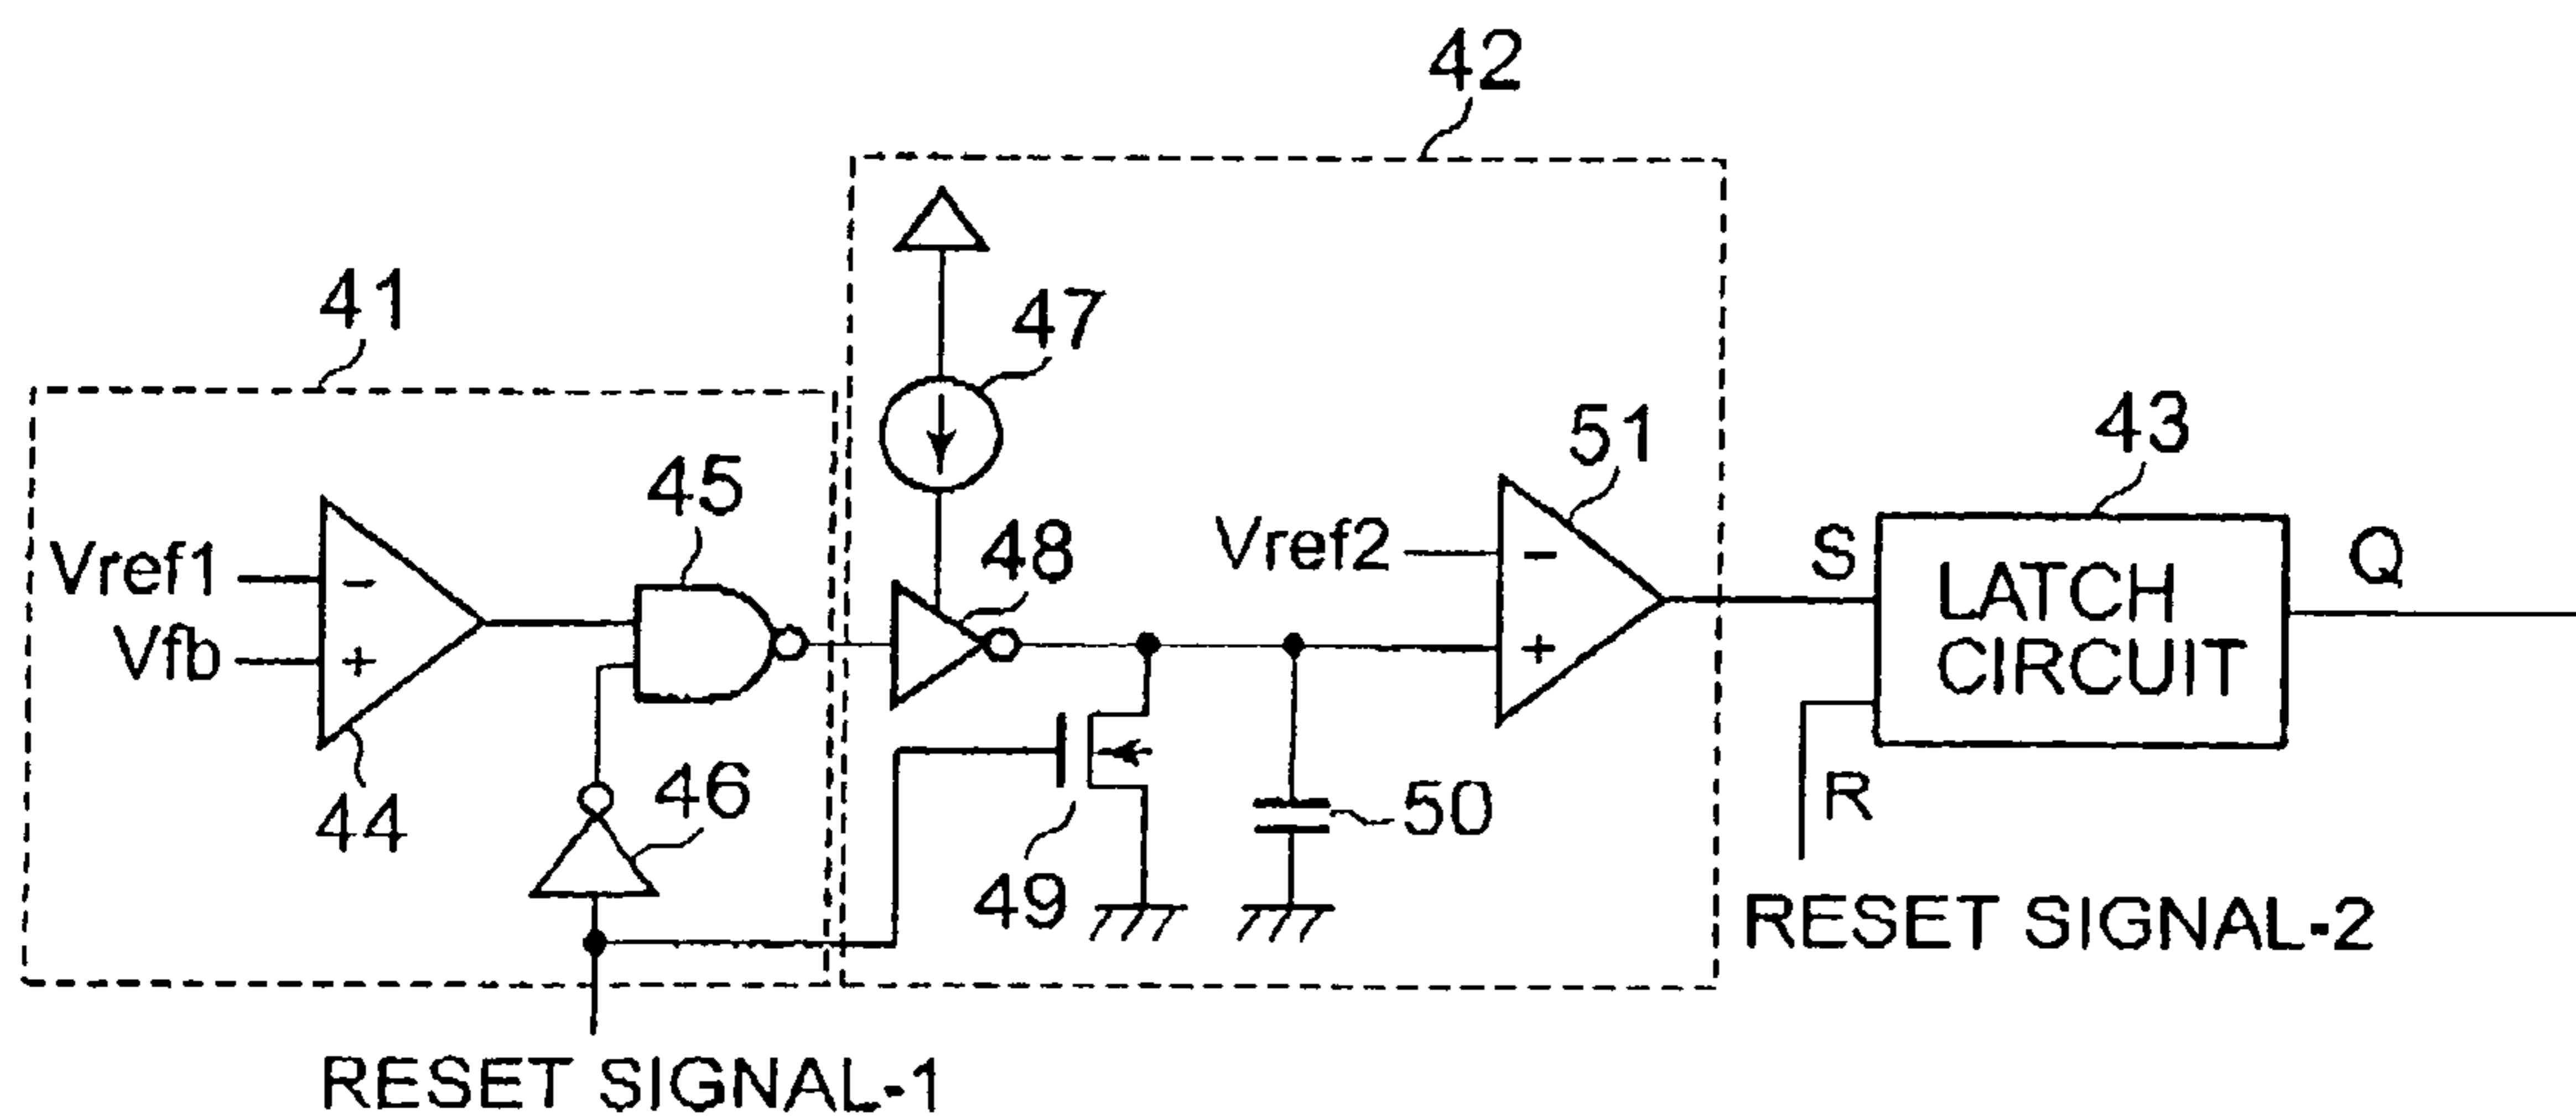 42
41
47
45
51
43
Vref1
−
Vfb
+
48
Vref2
−
+
S
LATCH
CIRCUIT
Q
R
44
46
49
50
RESET SIGNAL-2
RESET SIGNAL-1